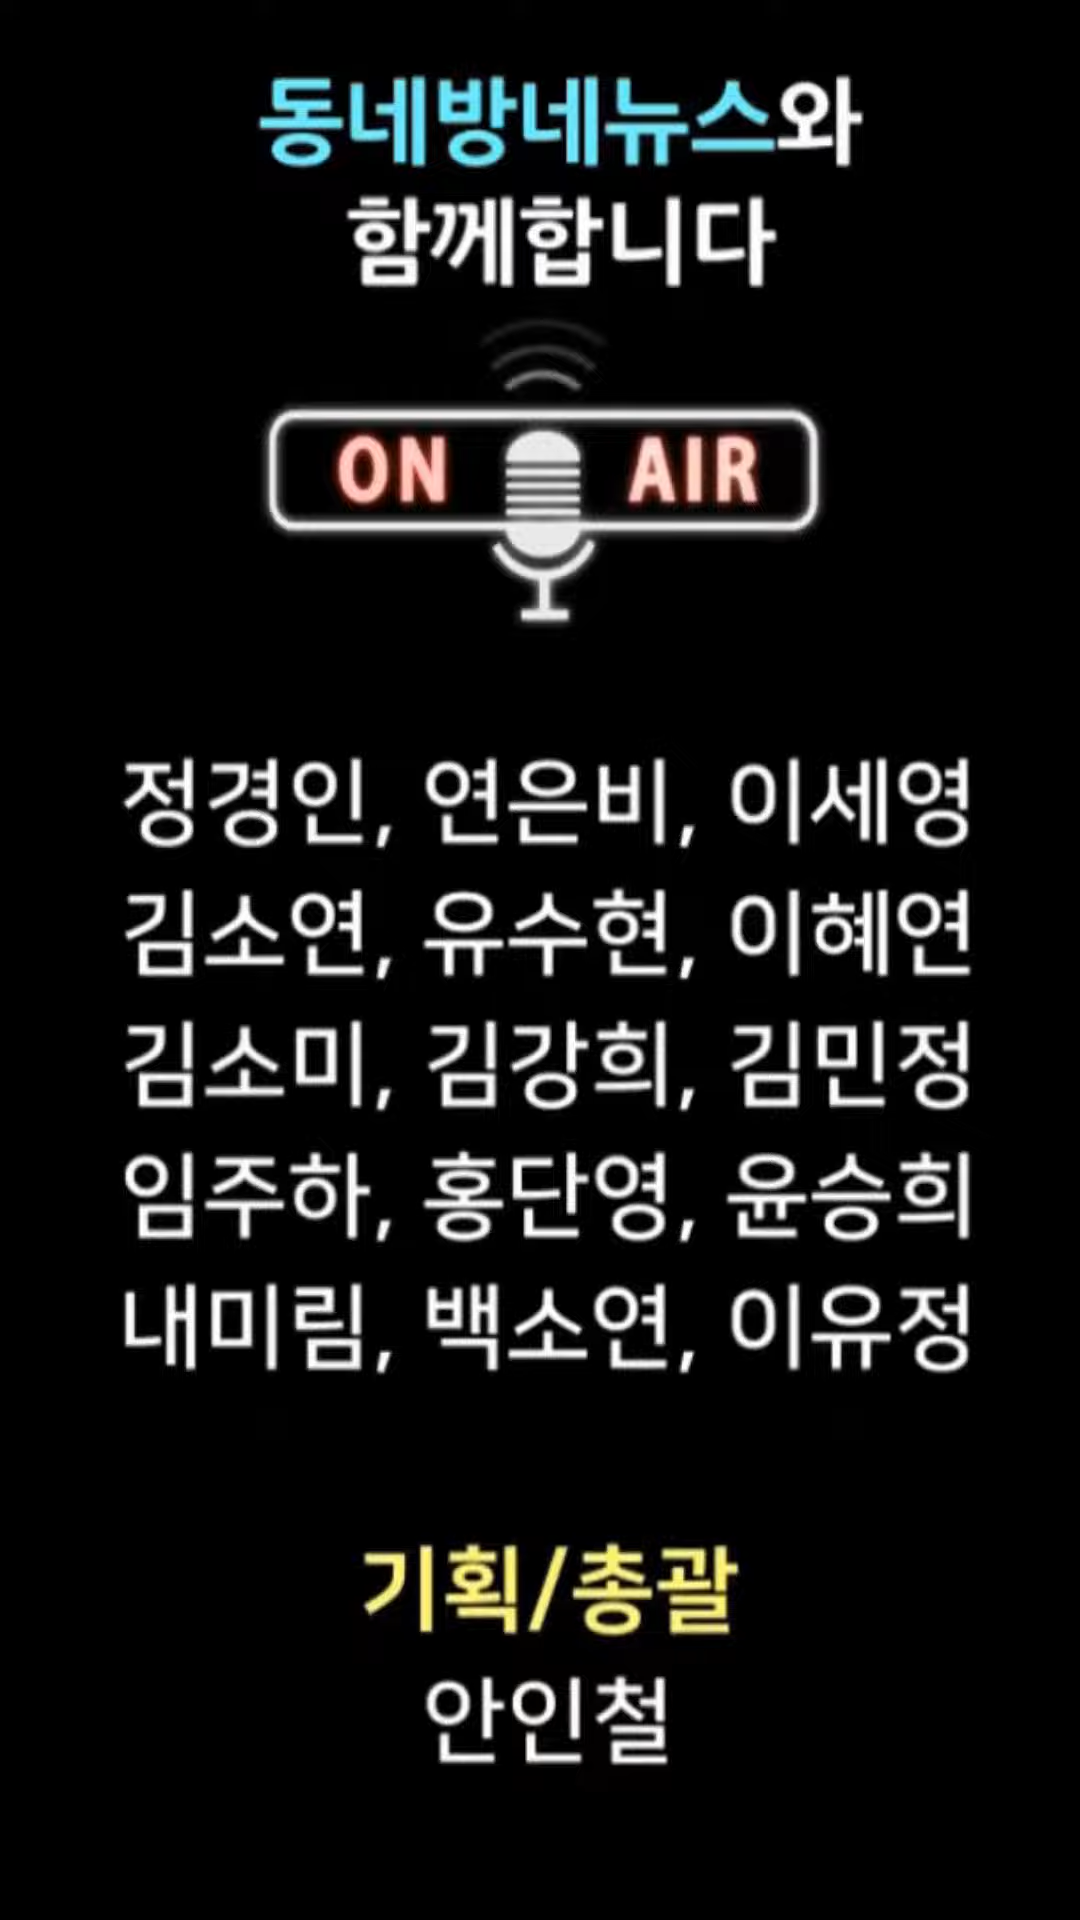 동네방네뉴스와
함께합니다
ON AIR
정경인, 연은비, 이세영
김소연, 유수현, 이혜연
김소미, 김강희, 김민정
임주하, 홍단영, 윤승희
내미림, 백소연, 이유정
기획/총괄
안인철